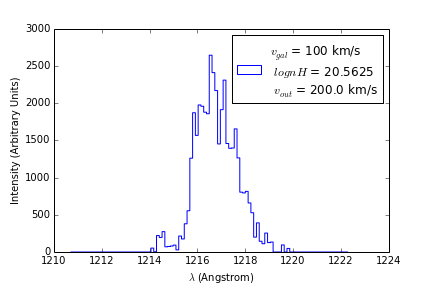 3000
2500
2000
1500
1000
500
0
Intensity (Arbitrary Units)
v_gal = 100 km/s
lognH = 20.5625
v_out = 200.0 km/s
1210 1212 1214 1216 1218 1220 1222 1224
λ (Angstrom)